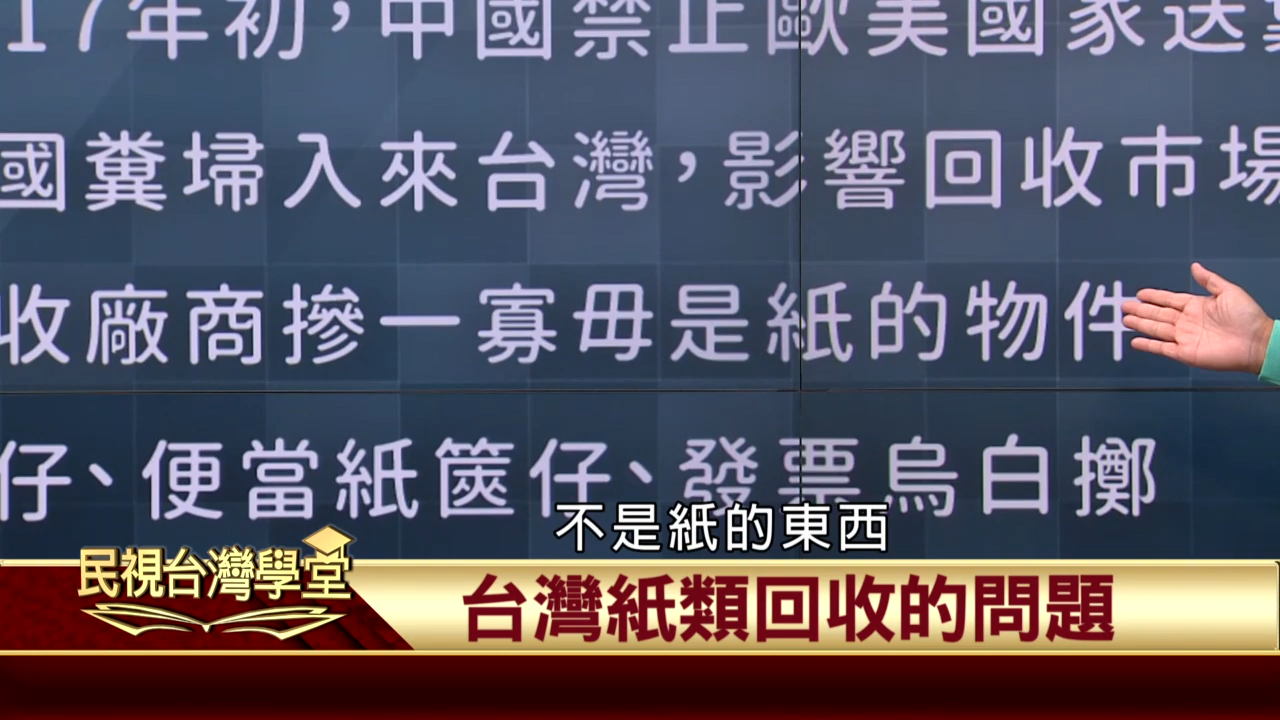 17年初，中國禁止歐美國家送糞
國糞埽入來台灣，影響回收市場
收廠商摻一寡毋是紙的物件
仔、便當紙篋仔、發票烏白擲
不是紙的東西
民視台灣學堂
台灣紙類回收的問題